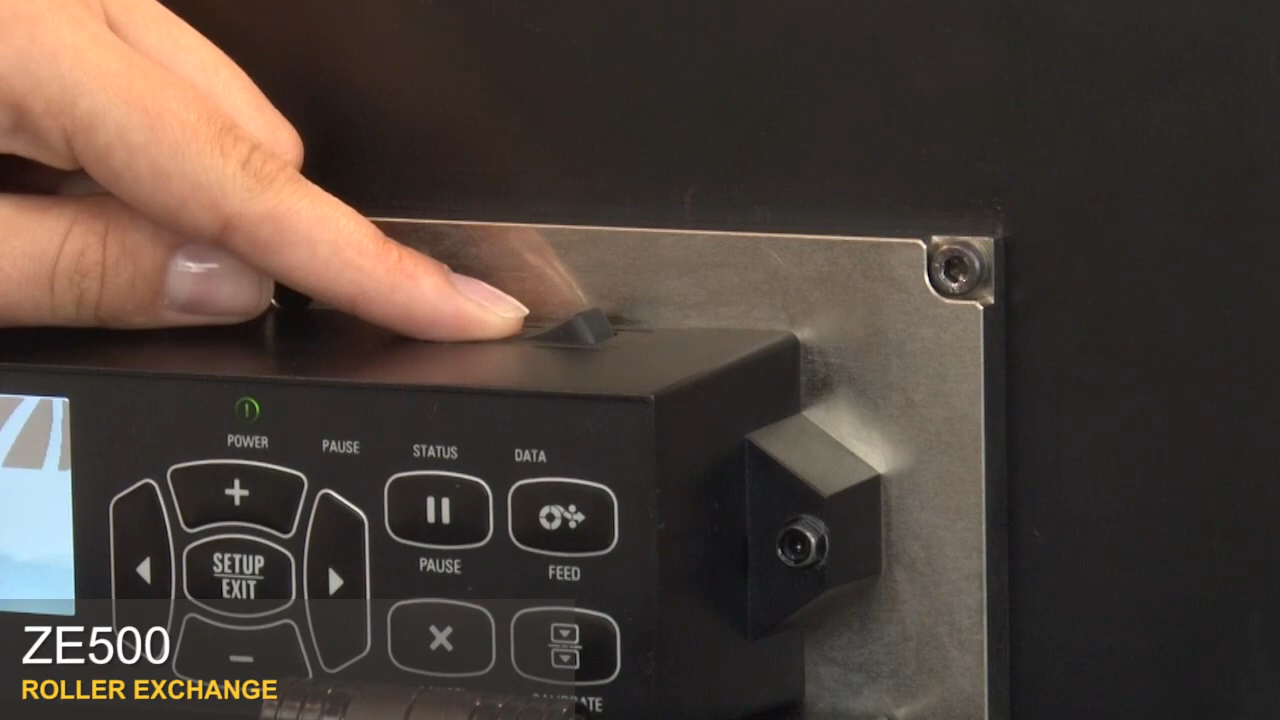 POWER
PAUSE
STATUS
DATA
SETUP
EXIT
PAUSE
FEED
ZE500
ROLLER EXCHANGE